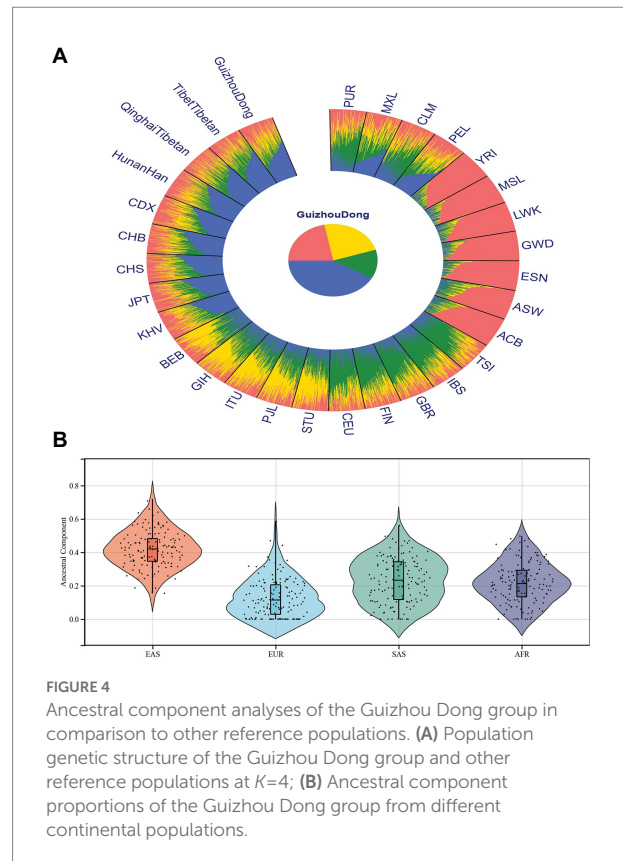 A
GuizhouDong
TibetTibetan
QinghaiTibetan
HunanHan
CDX
CHB
CHS
JPT
KHV
BEB
GIH
ITU
PJL
STU
CEU
FIN
GBR
IBS
TSI
ACB
ASW
ESN
GWD
LWK
MSL
YRI
PEL
CLM
MXL
PUR
GuizhouDong
B
Ancestral Component
0.8
0.6
0.4
0.2
0.0
EAS
EUR
SAS
AFR
FIGURE 4
Ancestral component analyses of the Guizhou Dong group in
comparison to other reference populations. (A) Population
genetic structure of the Guizhou Dong group and other
reference populations at K=4; (B) Ancestral component
proportions of the Guizhou Dong group from different
continental populations.